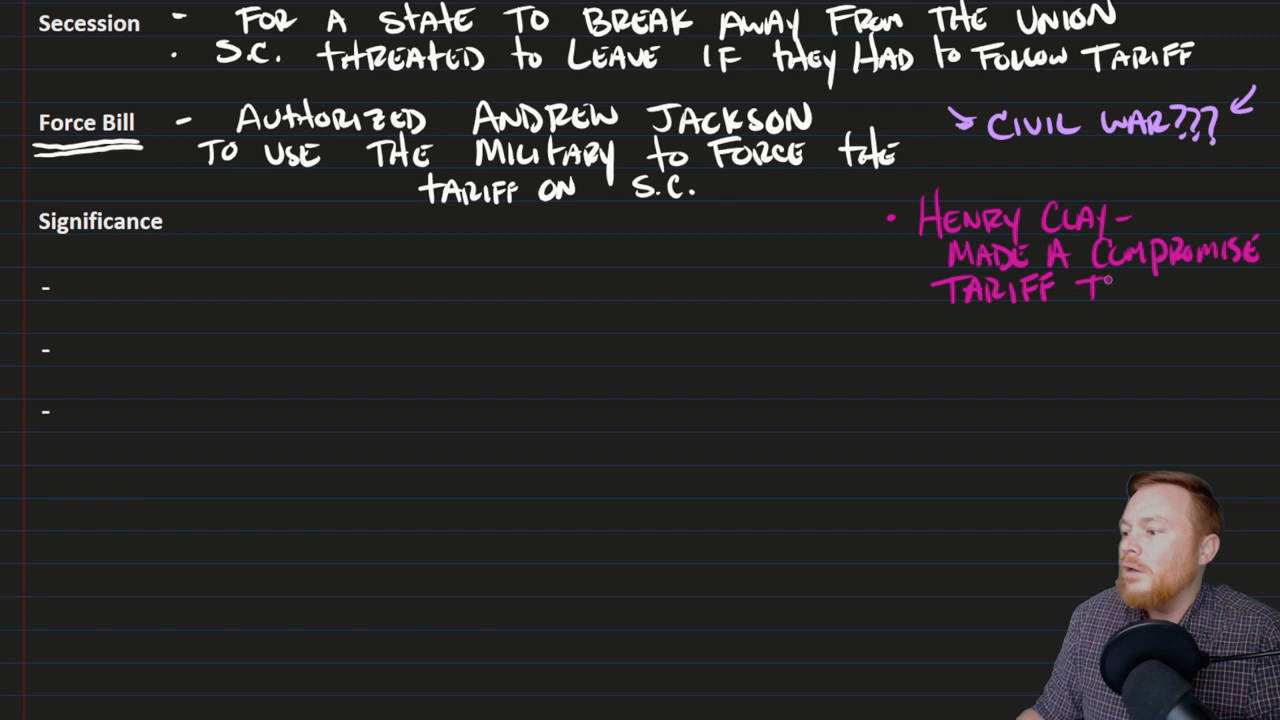 Secession - FOR A STATE TO BREAK AWAY FROM THE UNION
· S.C. THREATED TO LEAVE IF THEY HAD TO FOLLOW TARIFF
Force Bill - AUTHORIZED ANDREW JACKSON
TO USE THE MILITARY TO FORCE THE
TARIFF ON S.C.
CIVIL WAR???
Significance
-
-
-
· HENRY CLAY-
MADE A COMPROMISE
TARIFF T